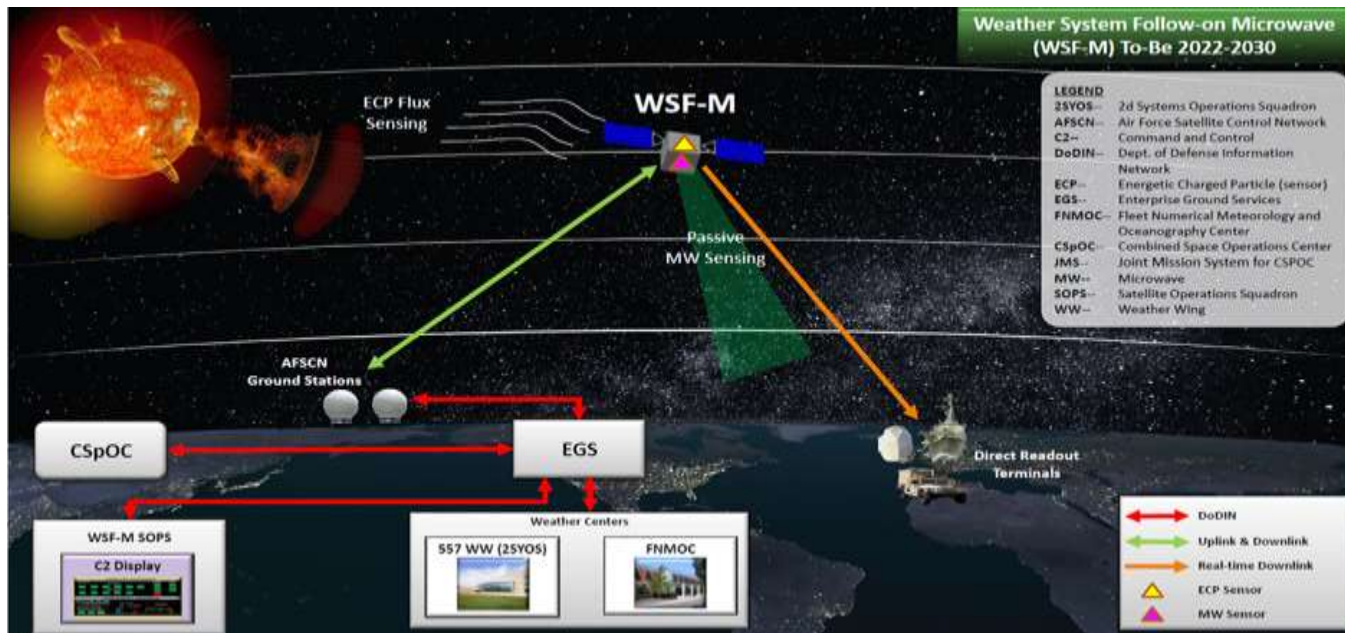 Weather System Follow-on Microwave
(WSF-M) To-Be 2022-2030
LEGEND
2SYOS-- 2d Systems Operations Squadron
AFSCN-- Air Force Satellite Control Network
C2-- Command and Control
DoDIN-- Dept. of Defense Information
Network
ECP-- Energetic Charged Particle (sensor)
EGS-- Enterprise Ground Services
FNMOC-- Fleet Numerical Meteorology and
Oceanography Center
CSpOC-- Combined Space Operations Center
JMS-- Joint Mission System for CSPOC
MW-- Microwave
SOPS-- Satellite Operations Squadron
WW-- Weather Wing
ECP Flux
Sensing
WSF-M
Passive
MW Sensing
AFSCN
Ground Stations
CSpOC
EGS
Direct Readout
Terminals
WSF-M SOPS
C2 Display
Weather Centers
557 WW (2SYOS)
FNMOC
DoDIN
Uplink & Downlink
Real-time Downlink
ECP Sensor
MW Sensor